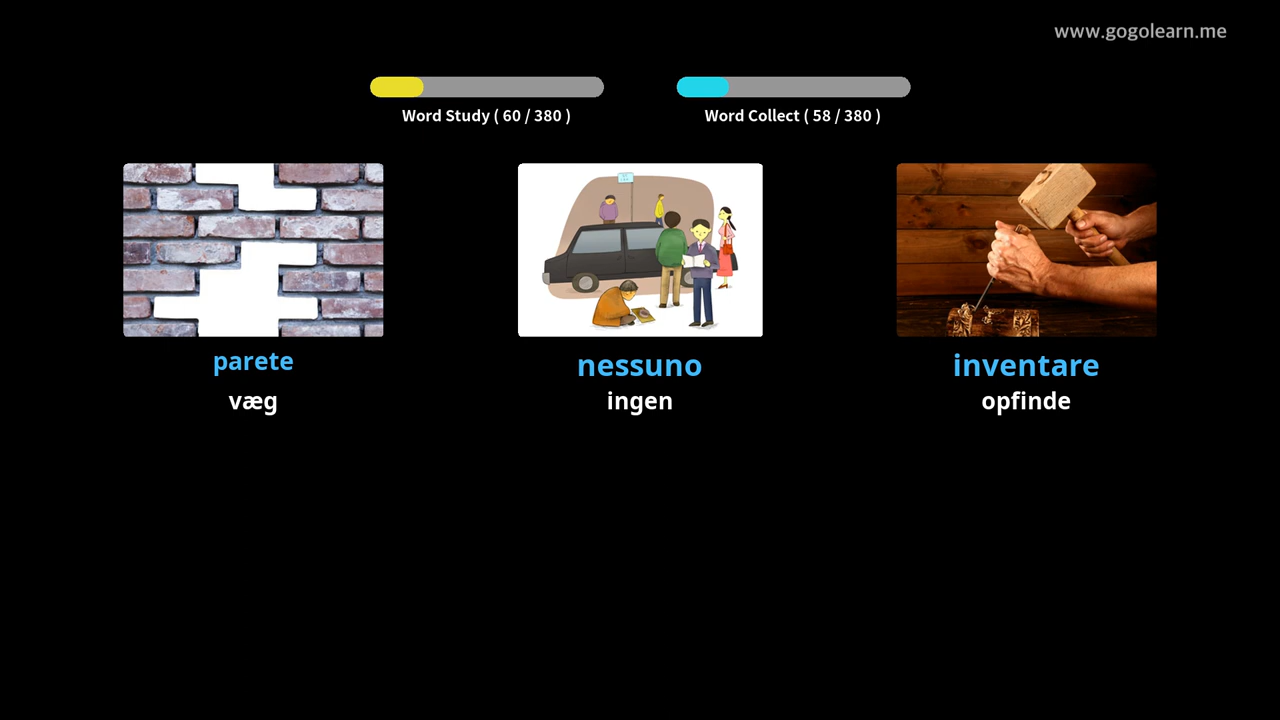 www.gogolearn.me
Word Study ( 60 / 380 )
Word Collect ( 58 / 380 )
parete
nessuno
inventare
væg
ingen
opfinde